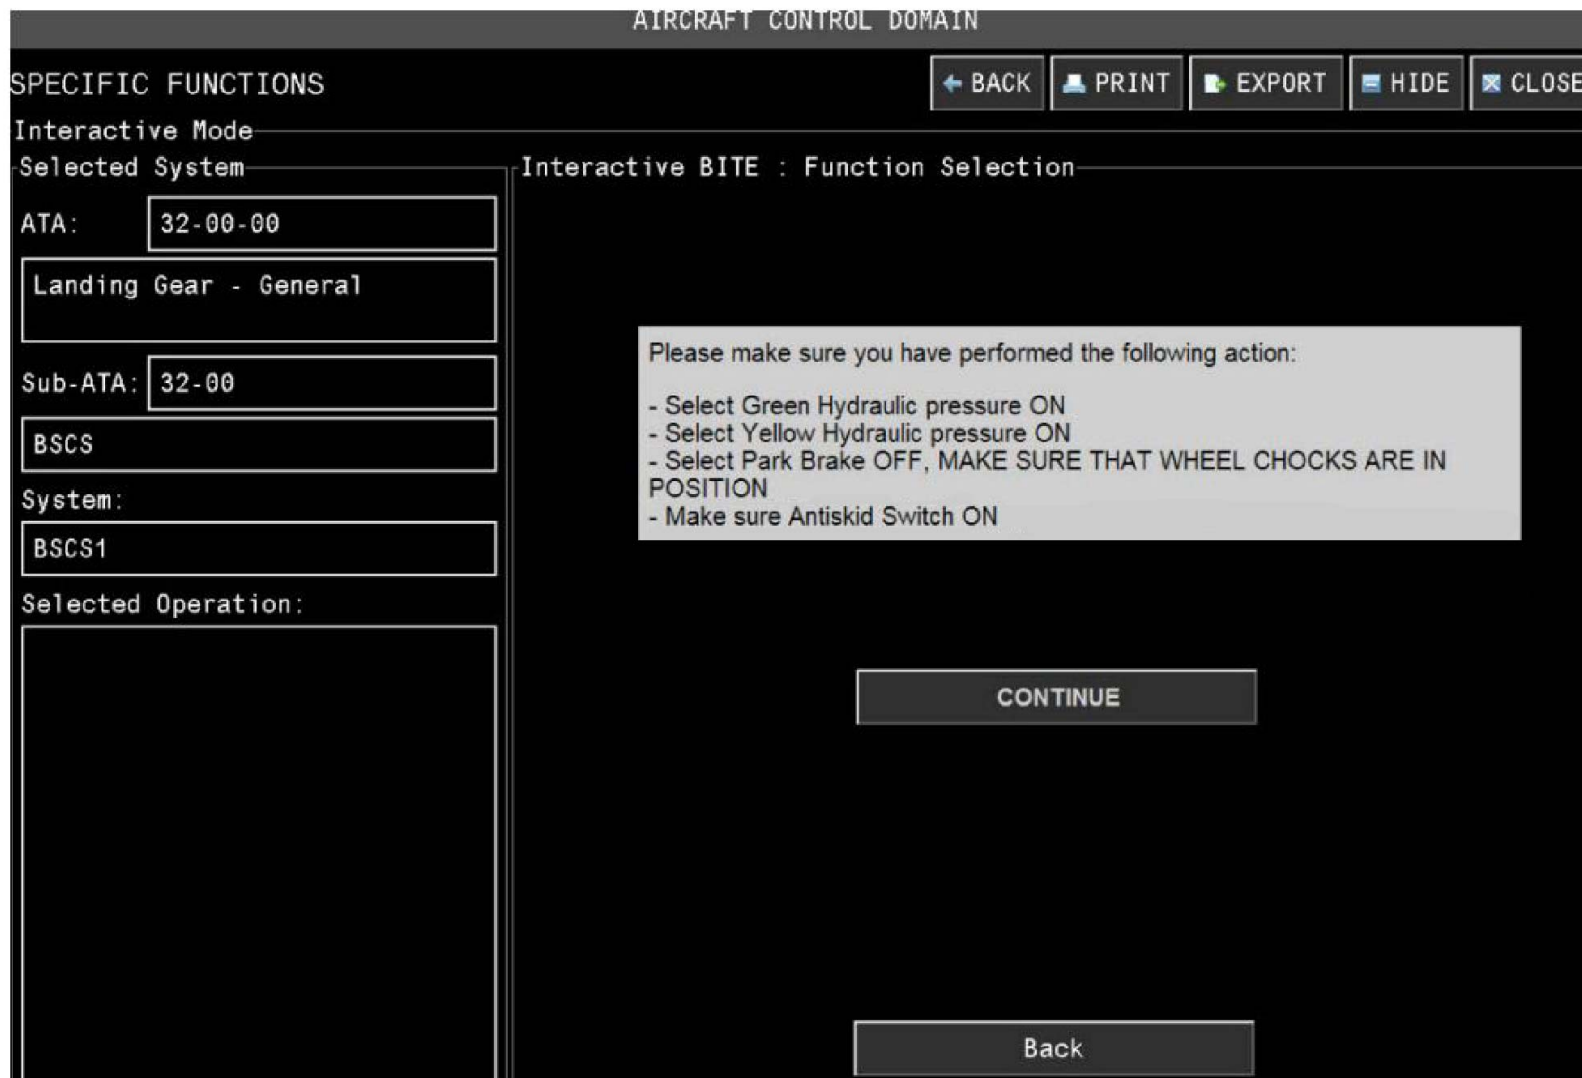 AIRCRAFT CONTROL DOMAIN
SPECIFIC FUNCTIONS
BACK
PRINT
EXPORT
HIDE
CLOSE
Interactive Mode
Selected System
ATA:
32-00-00
Landing Gear - General
Sub-ATA:
32-00
BSCS
System:
BSCS1
Selected Operation:
Interactive BITE : Function Selection
Please make sure you have performed the following action:
- Select Green Hydraulic pressure ON
- Select Yellow Hydraulic pressure ON
- Select Park Brake OFF, MAKE SURE THAT WHEEL CHOCKS ARE IN
POSITION
- Make sure Antiskid Switch ON
CONTINUE
Back